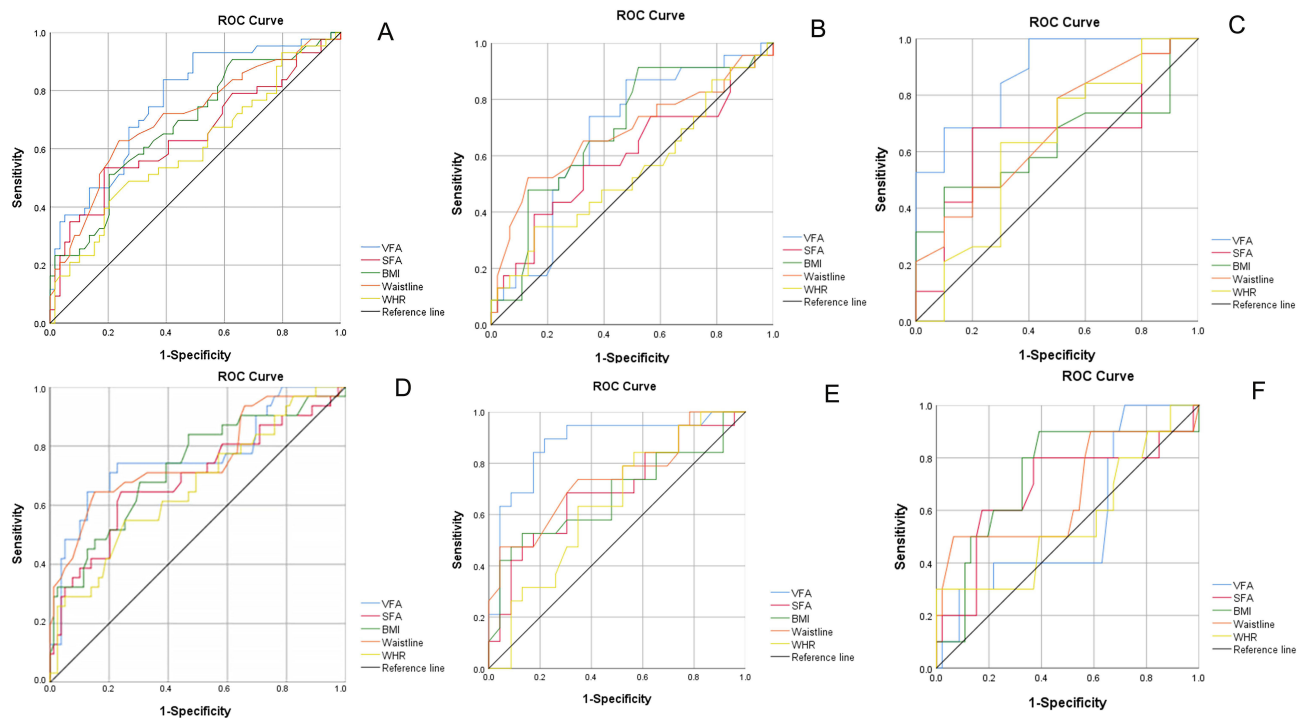 ROC Curve
A
Sensitivity
1.0
0.8
0.6
0.4
0.2
0.0
0.0 0.2 0.4 0.6 0.8 1.0
1-Specificity
VFA
SFA
BMI
Waistline
WHR
Reference line
ROC Curve
B
Sensitivity
1.0
0.8
0.6
0.4
0.2
0.0
0.0 0.2 0.4 0.6 0.8 1.0
1-Specificity
VFA
SFA
BMI
Waistline
WHR
Reference line
ROC Curve
C
Sensitivity
1.0
0.8
0.6
0.4
0.2
0.0
0.0 0.2 0.4 0.6 0.8 1.0
1-Specificity
VFA
SFA
BMI
Waistline
WHR
Reference line
ROC Curve
D
Sensitivity
1.0
0.8
0.6
0.4
0.2
0.0
0.0 0.2 0.4 0.6 0.8 1.0
1-Specificity
VFA
SFA
BMI
Waistline
WHR
Reference line
ROC Curve
E
Sensitivity
1.0
0.8
0.6
0.4
0.2
0.0
0.0 0.2 0.4 0.6 0.8 1.0
1-Specificity
VFA
SFA
BMI
Waistline
WHR
Reference line
ROC Curve
F
Sensitivity
1.0
0.8
0.6
0.4
0.2
0.0
0.0 0.2 0.4 0.6 0.8 1.0
1-Specificity
VFA
SFA
BMI
Waistline
WHR
Reference line